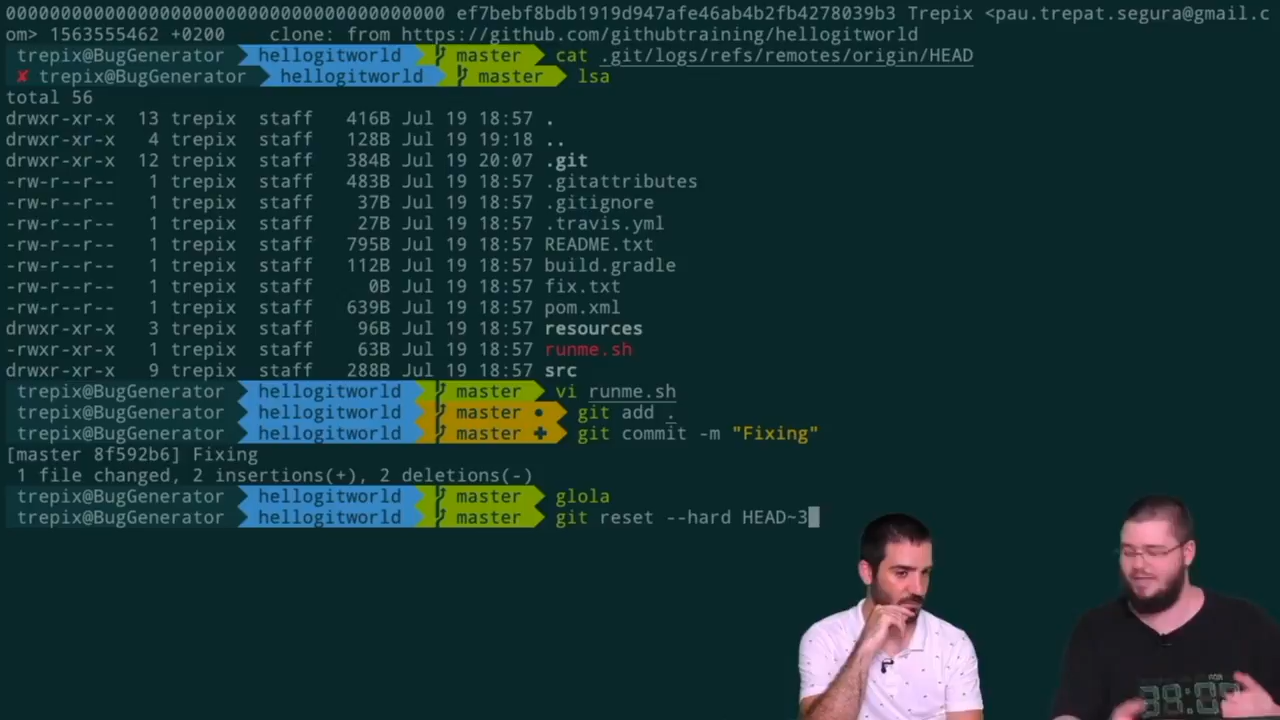 0000000000000000000000000000000000000000 ef7bebf8bdb1919d947afe46ab4b2fb4278039b3 Trepix <pau.trepat.segura@gmail.c
om> 1563555462 +0200 clone: from https://github.com/githubtraining/hellogitworld
trepix@BugGenerator hellogitworld master cat .git/logs/refs/remotes/origin/HEAD
✘ trepix@BugGenerator hellogitworld master lsa
total 56
drwxr-xr-x 13 trepix staff 416B Jul 19 18:57 .
drwxr-xr-x 4 trepix staff 128B Jul 19 19:18 ..
drwxr-xr-x 12 trepix staff 384B Jul 19 20:07 .git
-rw-r--r-- 1 trepix staff 483B Jul 19 18:57 .gitattributes
-rw-r--r-- 1 trepix staff 37B Jul 19 18:57 .gitignore
-rw-r--r-- 1 trepix staff 27B Jul 19 18:57 .travis.yml
-rw-r--r-- 1 trepix staff 795B Jul 19 18:57 README.txt
-rw-r--r-- 1 trepix staff 112B Jul 19 18:57 build.gradle
-rw-r--r-- 1 trepix staff 0B Jul 19 18:57 fix.txt
-rw-r--r-- 1 trepix staff 639B Jul 19 18:57 pom.xml
drwxr-xr-x 3 trepix staff 96B Jul 19 18:57 resources
-rwxr-xr-x 1 trepix staff 63B Jul 19 18:57 runme.sh
drwxr-xr-x 9 trepix staff 288B Jul 19 18:57 src
trepix@BugGenerator hellogitworld master vi runme.sh
trepix@BugGenerator hellogitworld master • git add .
trepix@BugGenerator hellogitworld master ✚ git commit -m "Fixing"
[master 8f592b6] Fixing
1 file changed, 2 insertions(+), 2 deletions(-)
trepix@BugGenerator hellogitworld master glola
trepix@BugGenerator hellogitworld master git reset --hard HEAD~3